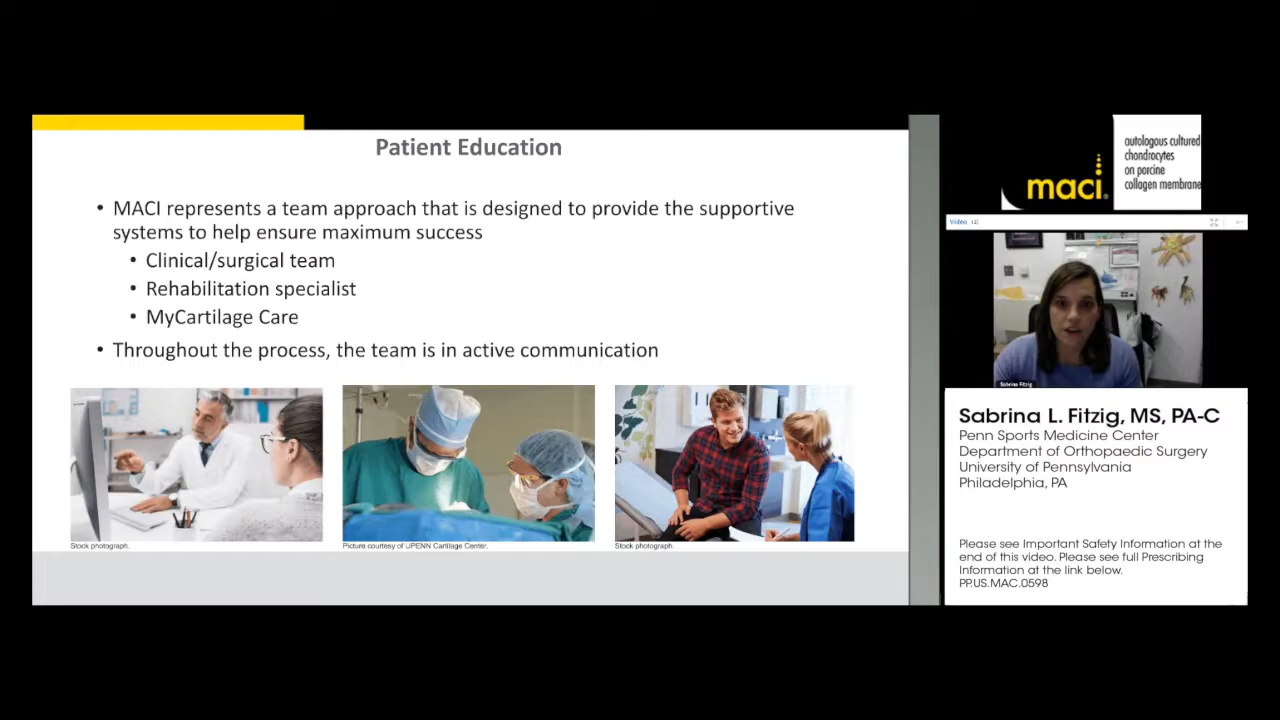 Patient Education
• MACI represents a team approach that is designed to provide the supportive
systems to help ensure maximum success
• Clinical/surgical team
• Rehabilitation specialist
• MyCartilage Care
• Throughout the process, the team is in active communication
Stock photograph.
Picture courtesy of UPENN Cartilage Center.
Stock photograph.
maci.
autologous cultured
chondrocytes
on porcine
collagen membrane
Video (2)
Sabrina Fitzig
Sabrina L. Fitzig, MS, PA-C
Penn Sports Medicine Center
Department of Orthopaedic Surgery
University of Pennsylvania
Philadelphia, PA
Please see Important Safety Information at the
end of this video. Please see full Prescribing
Information at the link below.
PP.US.MAC.0598